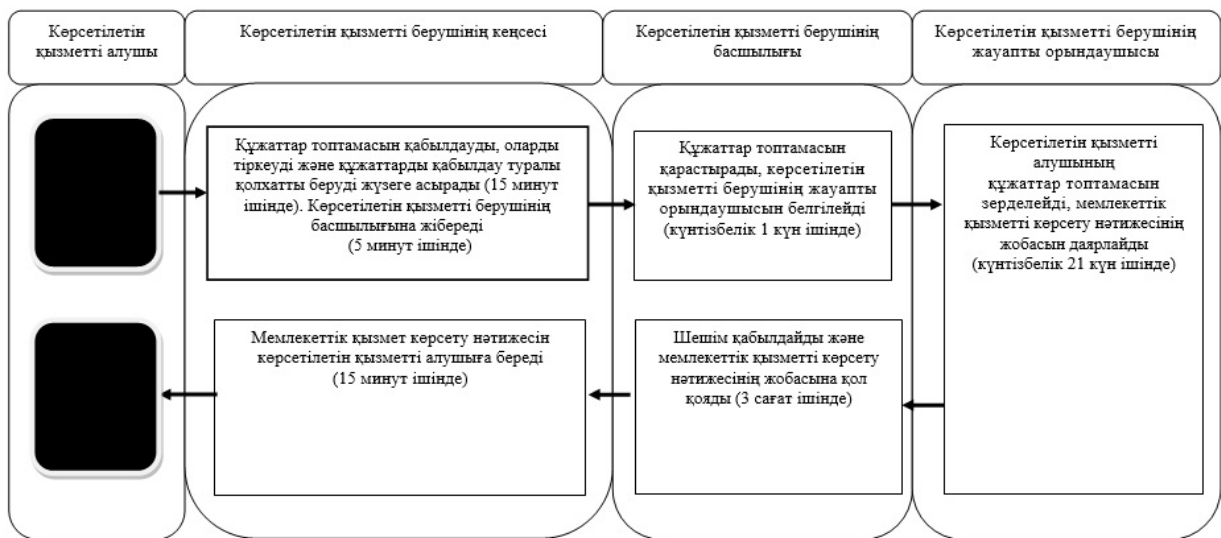 Көрсетілетін
қызметті алушы
Көрсетілетін қызметті берушінің кеңсесі
Көрсетілетін қызметті берушінің
басшылығы
Көрсетілетін қызметті берушінің
жауапты орындаушысы
Құжаттар топтамасын қабылдауды, оларды
тіркеуді және құжаттарды қабылдау туралы
қолхатты беруді жүзеге асырады (15 минут
ішінде). Көрсетілетін қызметті берушінің
басшылығына жібереді
(5 минут ішінде)
Құжаттар топтамасын
қарастырады, көрсетілетін
қызметті берушінің жауапты
орындаушысын белгілейді
(күнтізбелік 1 күн ішінде)
Көрсетілетін қызметті
алушының
құжаттар топтамасын
зерделейді, мемлекеттік
қызметті көрсету нәтижесінің
жобасын даярлайды
(күнтізбелік 21 күн ішінде)
Мемлекеттік қызмет көрсету нәтижесін
көрсетілетін қызметті алушыға береді
(15 минут ішінде)
Шешім қабылдайды және
мемлекеттік қызметті көрсету
нәтижесінің жобасына қол
қояды (3 сағат ішінде)